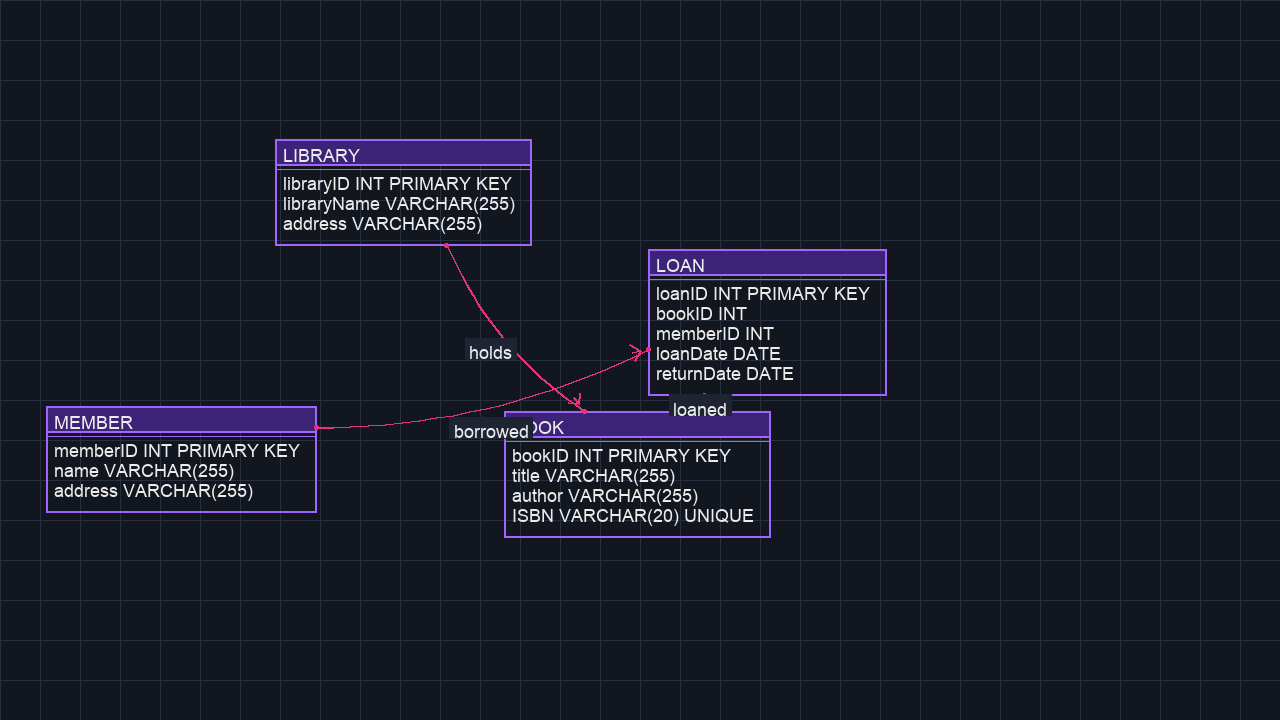 LIBRARY
libraryID INT PRIMARY KEY
libraryName VARCHAR(255)
address VARCHAR(255)
LOAN
loanID INT PRIMARY KEY
bookID INT
memberID INT
loanDate DATE
returnDate DATE
holds
loaned
MEMBER
memberID INT PRIMARY KEY
name VARCHAR(255)
address VARCHAR(255)
borrowed
OOK
bookID INT PRIMARY KEY
title VARCHAR(255)
author VARCHAR(255)
ISBN VARCHAR(20) UNIQUE